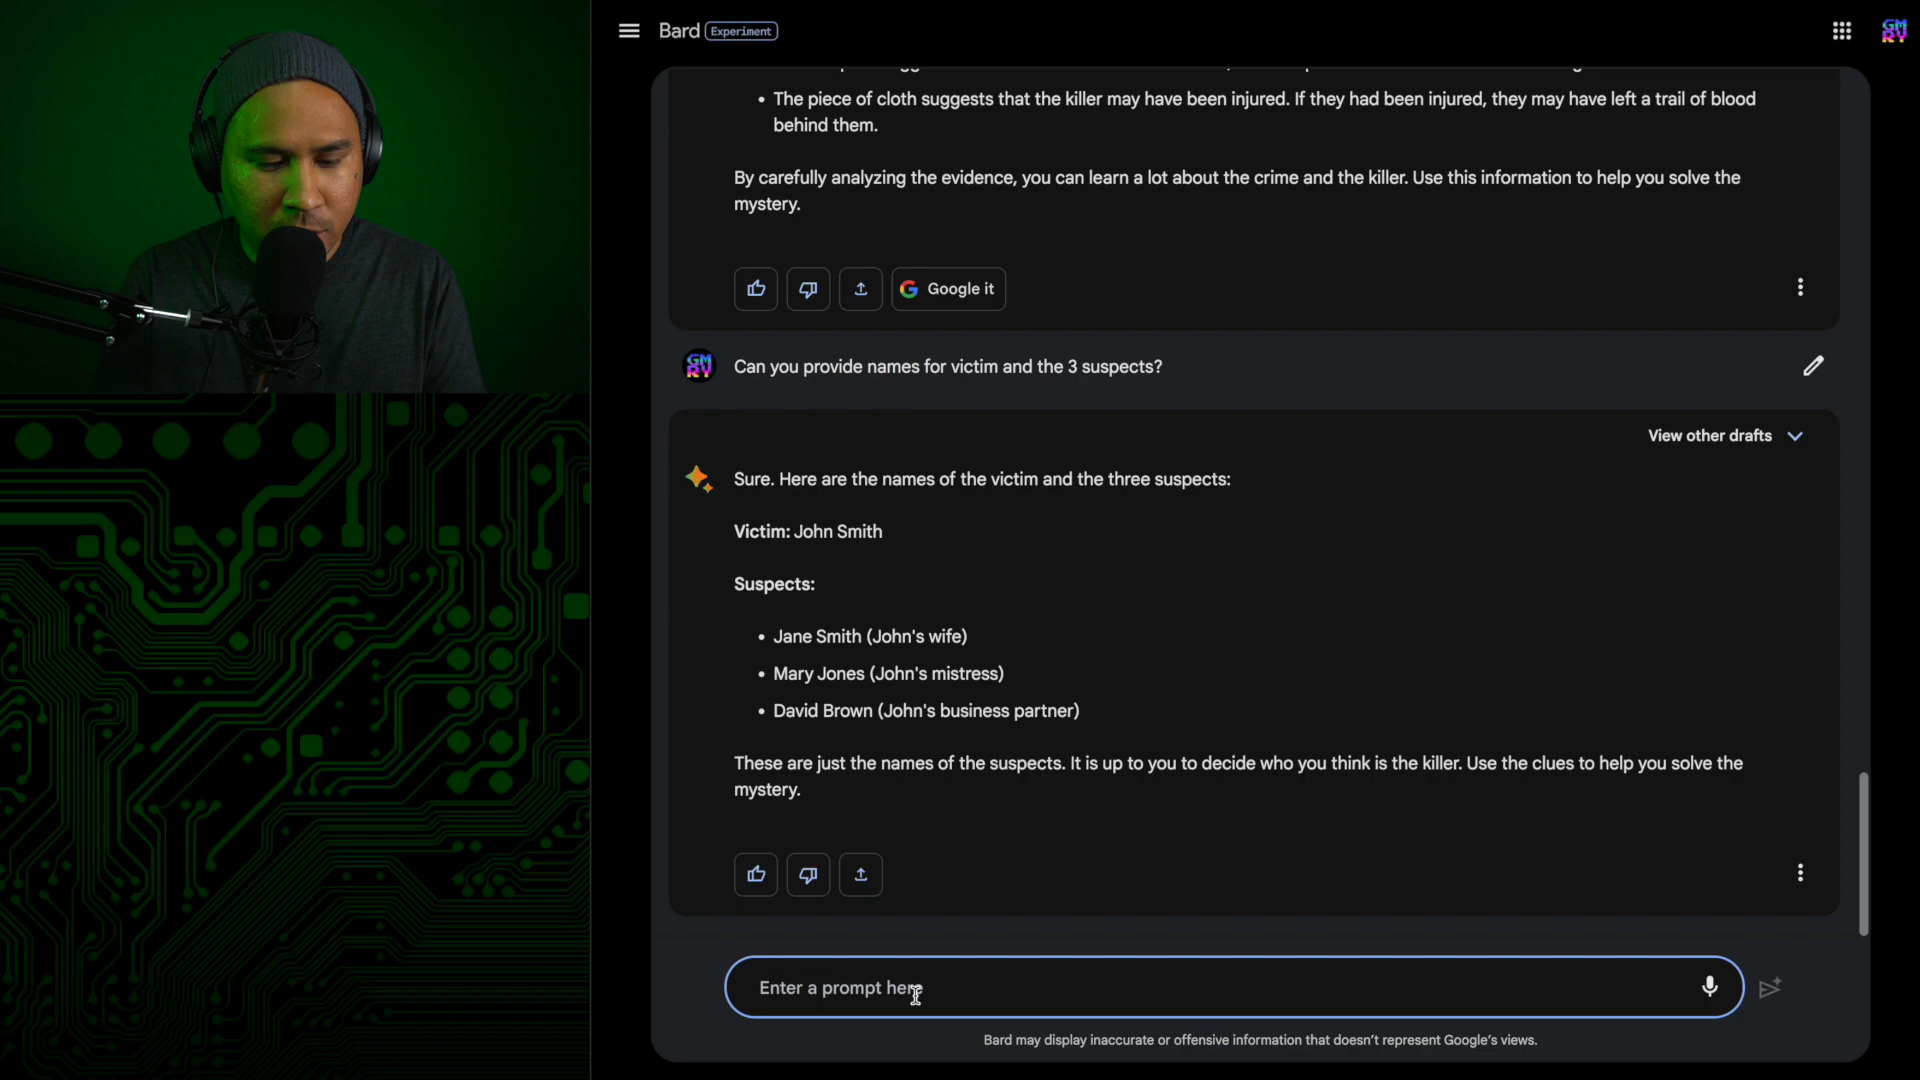 Bard Experiment
GM
RY
• The piece of cloth suggests that the killer may have been injured. If they had been injured, they may have left a trail of blood
behind them.
By carefully analyzing the evidence, you can learn a lot about the crime and the killer. Use this information to help you solve the
mystery.
Google it
GM
RY
Can you provide names for victim and the 3 suspects?
View other drafts
Sure. Here are the names of the victim and the three suspects:
Victim: John Smith
Suspects:
• Jane Smith (John's wife)
• Mary Jones (John's mistress)
• David Brown (John's business partner)
These are just the names of the suspects. It is up to you to decide who you think is the killer. Use the clues to help you solve the
mystery.
Enter a prompt here
Bard may display inaccurate or offensive information that doesn't represent Google's views.